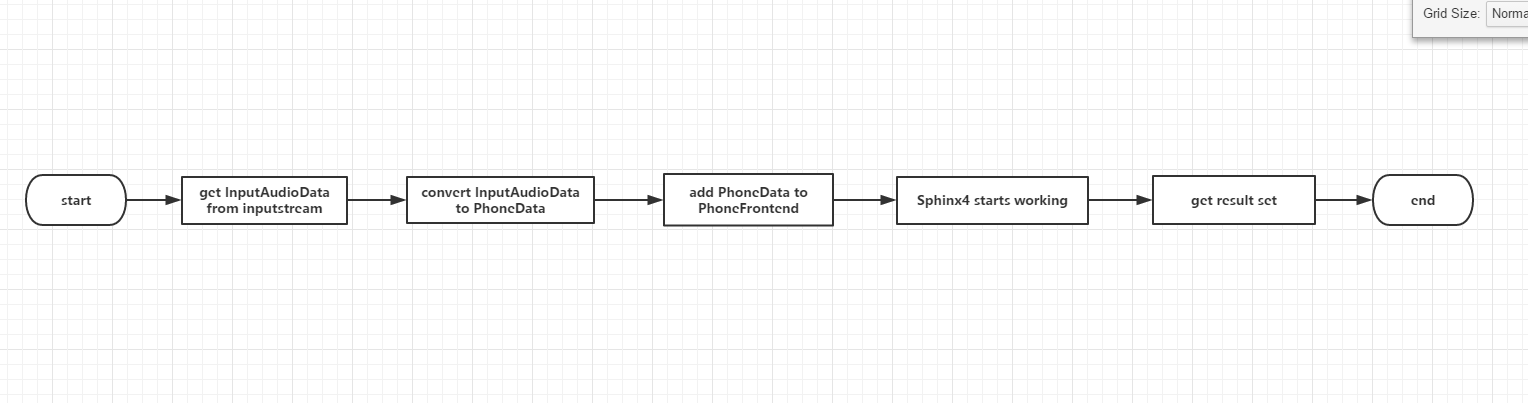 Grid Size:
Norma
start
get InputAudioData
from inputstream
convert InputAudioData
to PhoneData
add PhoneData to
PhoneFrontend
Sphinx4 starts working
get result set
end